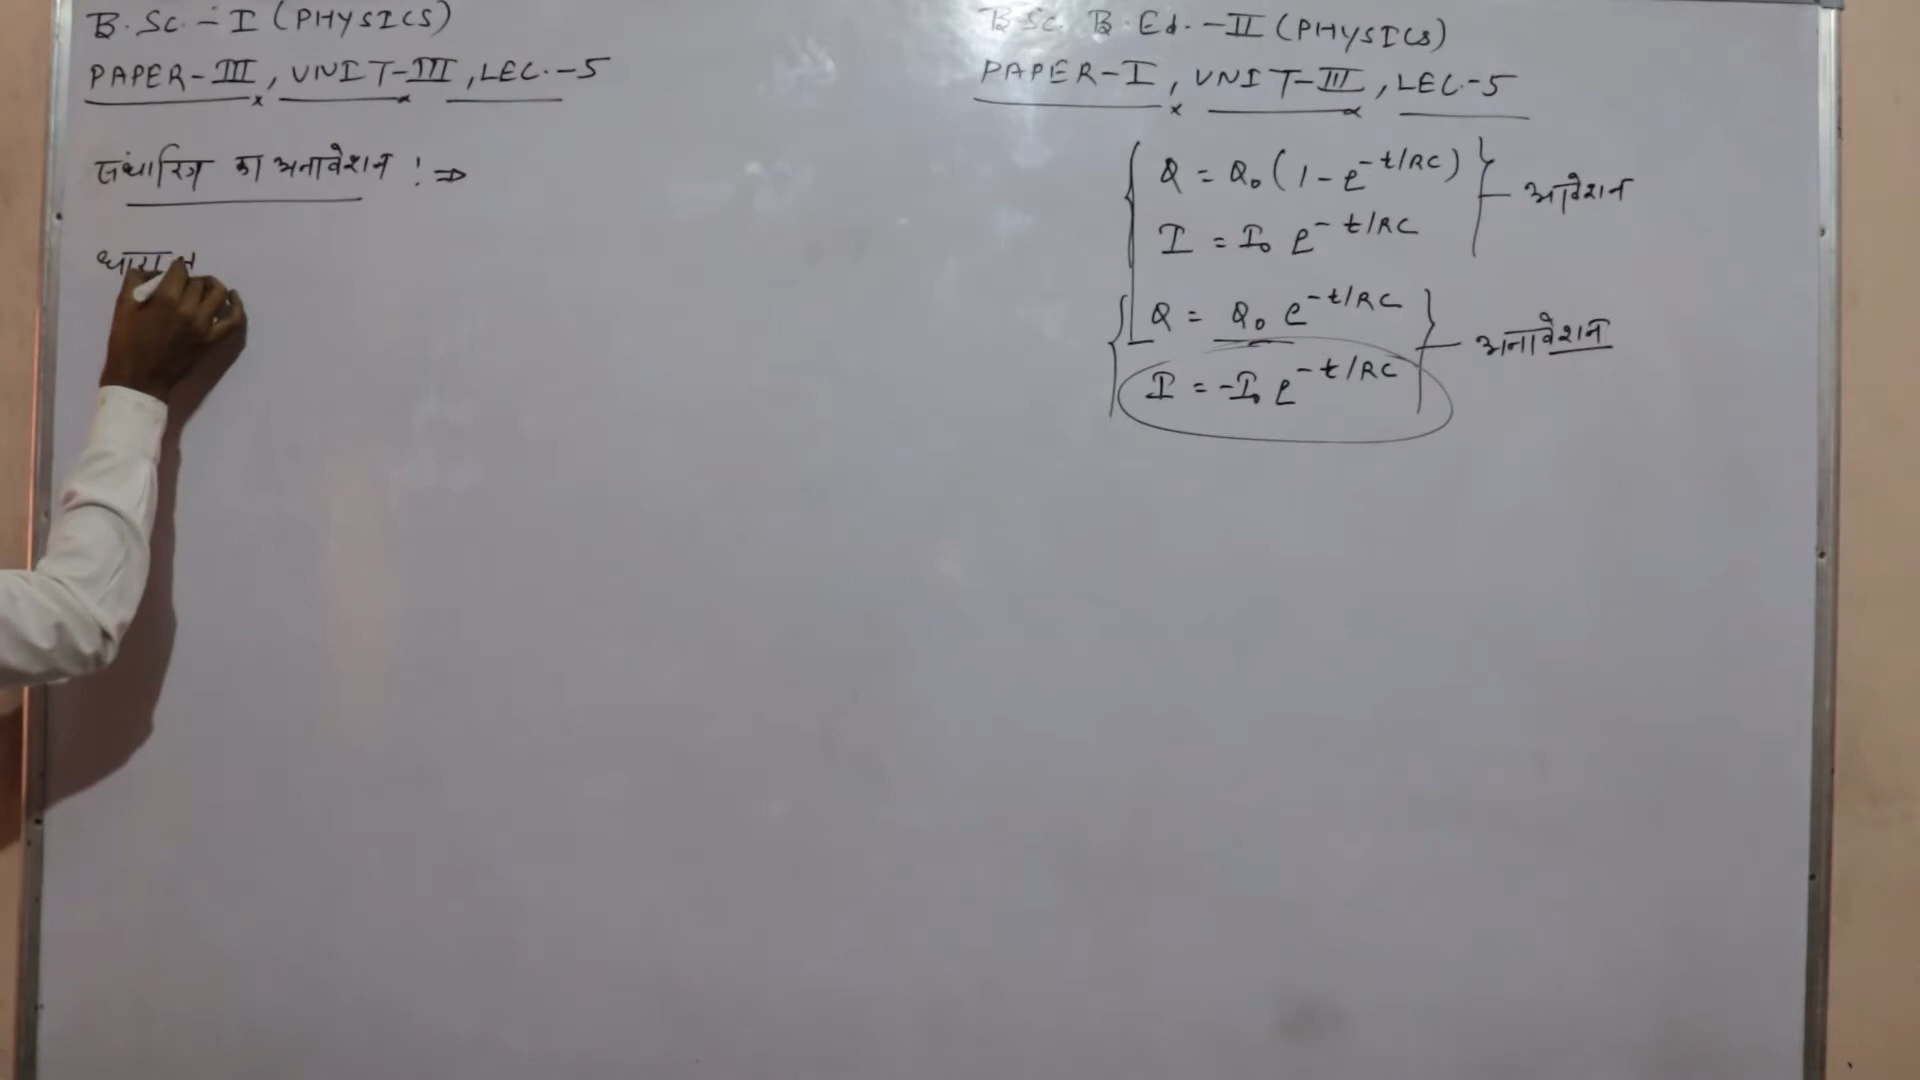 B.Sc.-I (PHYSICS)
PAPER-III, UNIT-III, LEC.-5
संधारित्र का अनावेशन :⇒
B.Sc. B.Ed.-II (PHYSICS)
PAPER-I, UNIT-III, LEC.-5
Q = Q₀(1-e^-t/RC)
I = I₀ e^-t/RC
आवेशन
Q = Q₀ e^-t/RC
I = -I₀ e^-t/RC
अनावेशन